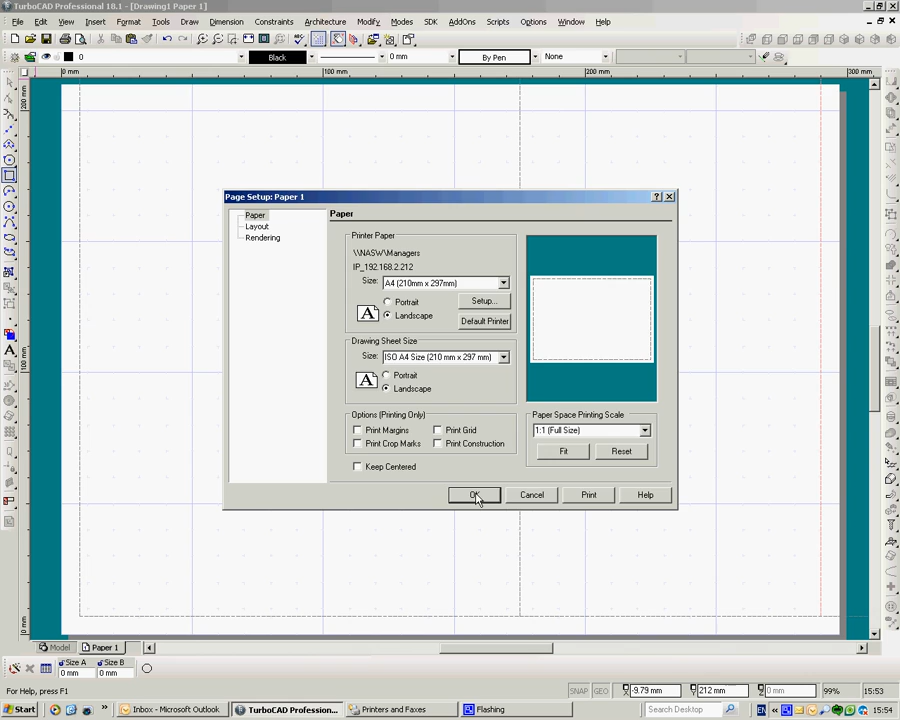 TurboCAD Professional 18.1 - [Drawing1 Paper 1]
File Edit View Insert Format Tools Draw Dimension Constraints Architecture Modify Modes SDK AddOns Scripts Options Window Help
0 Black 0 mm By Pen None
0 mm 100 mm 200 mm 300 mm
200 mm
100 mm
0 mm
Page Setup: Paper 1
Paper
Layout
Rendering
Paper
Printer Paper
\\NASW\Managers
IP_192.168.2.212
Size: A4 (210mm x 297mm)
Portrait
Landscape
Setup...
Default Printer
Drawing Sheet Size
Size: ISO A4 Size (210 mm x 297 mm)
Portrait
Landscape
Options (Printing Only)
Print Margins Print Grid
Print Crop Marks Print Construction
Keep Centered
Paper Space Printing Scale
1:1 (Full Size)
Fit Reset
OK Cancel Print Help
Model Paper 1
Size A Size B
0 mm 0 mm
For Help, press F1
SNAP GEO -9.79 mm 212 mm 0 mm 99% 15:53
Start Inbox - Microsoft Outlook TurboCAD Profession... Printers and Faxes Flashing Search Desktop EN 15:54